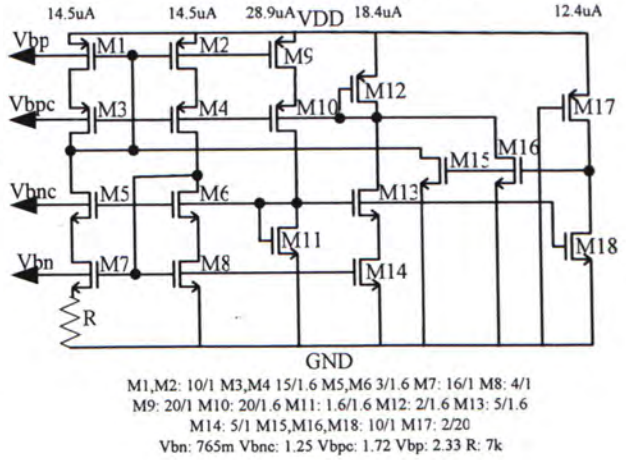 14.5uA 14.5uA 28.9uA VDD 18.4uA 12.4uA
Vbp M1 M2 M9 M12 M17
Vbpc M3 M4 M10
M15 M16
Vbnc M5 M6 M13
M11 M18
Vbn M7 M8 M14
R
GND
M1,M2: 10/1 M3,M4 15/1.6 M5,M6 3/1.6 M7: 16/1 M8: 4/1
M9: 20/1 M10: 20/1.6 M11: 1.6/1.6 M12: 2/1.6 M13: 5/1.6
M14: 5/1 M15,M16,M18: 10/1 M17: 2/20
Vbn: 765m Vbnc: 1.25 Vbpc: 1.72 Vbp: 2.33 R: 7k